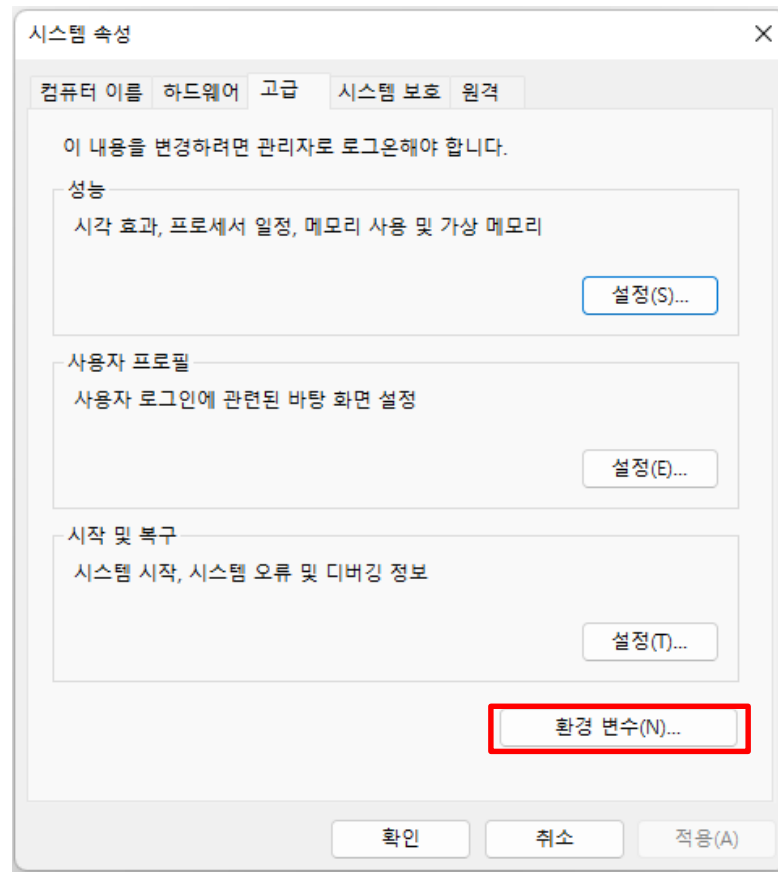 시스템 속성
컴퓨터 이름 하드웨어 고급 시스템 보호 원격
이 내용을 변경하려면 관리자로 로그온해야 합니다.
성능
시각 효과, 프로세서 일정, 메모리 사용 및 가상 메모리
설정(S)...
사용자 프로필
사용자 로그인에 관련된 바탕 화면 설정
설정(E)...
시작 및 복구
시스템 시작, 시스템 오류 및 디버깅 정보
설정(T)...
환경 변수(N)...
확인 취소 적용(A)